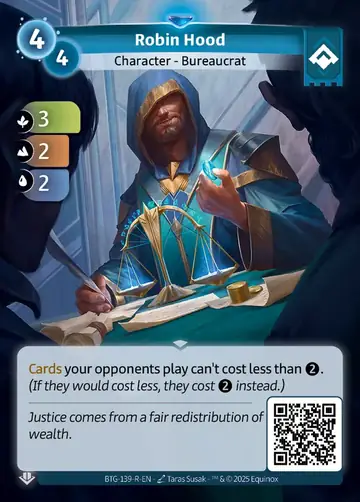 4
Robin Hood
4
Character - Bureaucrat
3
2
2
Cards your opponents play can't cost less than 2.
(If they would cost less, they cost 2 instead.)
Justice comes from a fair redistribution of
wealth.
BTG-139-R-EN - Taras Susak - ™ & © 2025 Equinox